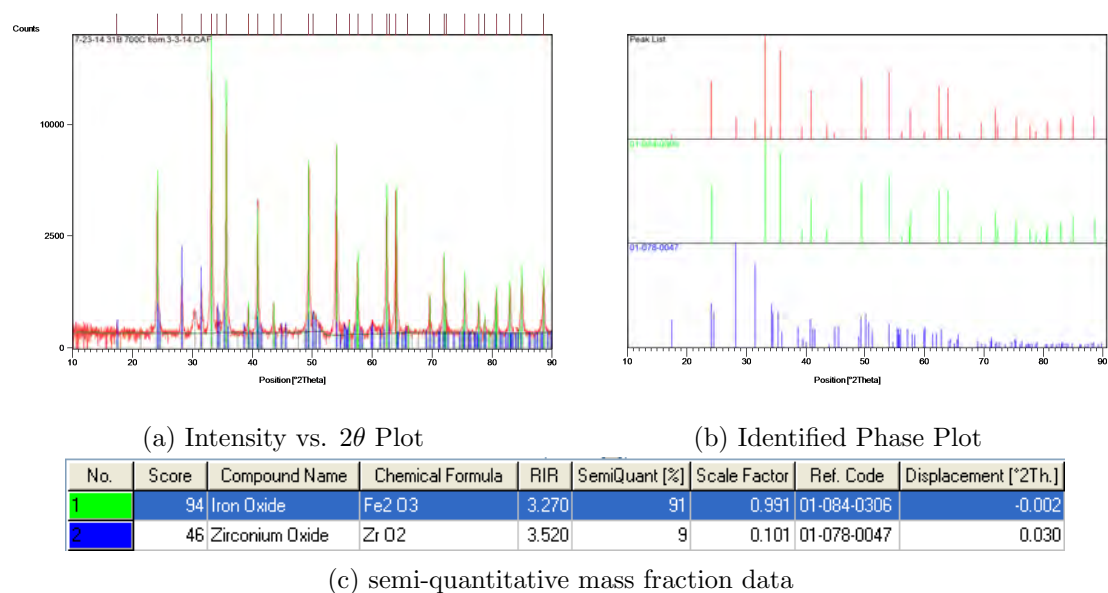 Counts
7-23-14 31B 700C from 3-3-14.CAF
10000
2500
0
10 20 30 40 50 60 70 80 90
Position [°2Theta]
(a) Intensity vs. 2θ Plot
Peak List
01-078-0047
10 20 30 40 50 60 70 80 90
Position [°2Theta]
(b) Identified Phase Plot
No. Score Compound Name Chemical Formula RIR SemiQuant [%] Scale Factor Ref. Code Displacement [°2Th.]
1 94 Iron Oxide Fe2 O3 3.270 91 0.991 01-084-0306 -0.002
2 46 Zirconium Oxide Zr O2 3.520 9 0.101 01-078-0047 0.030
(c) semi-quantitative mass fraction data